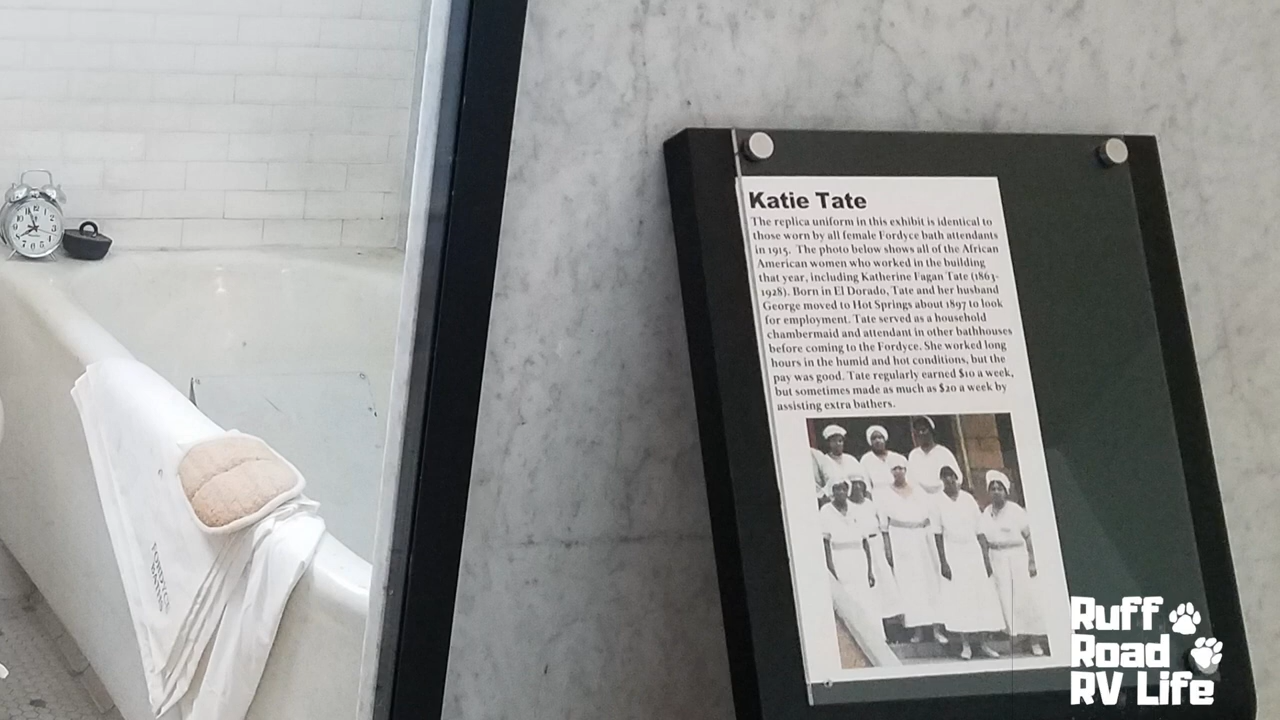 Katie Tate
The replica uniform in this exhibit is identical to
those worn by all female Fordyce bath attendants
in 1915. The photo below shows all of the African
American women who worked in the building
that year, including Katherine Fagan Tate (1863-
1928). Born in El Dorado, Tate and her husband
George moved to Hot Springs about 1897 to look
for employment. Tate served as a household
chambermaid and attendant in other bathhouses
before coming to the Fordyce. She worked long
hours in the humid and hot conditions, but the
pay was good. Tate regularly earned $10 a week,
but sometimes made as much as $20 a week by
assisting extra bathers.
FORDYCE
BATHS
Ruff
Road
RV Life